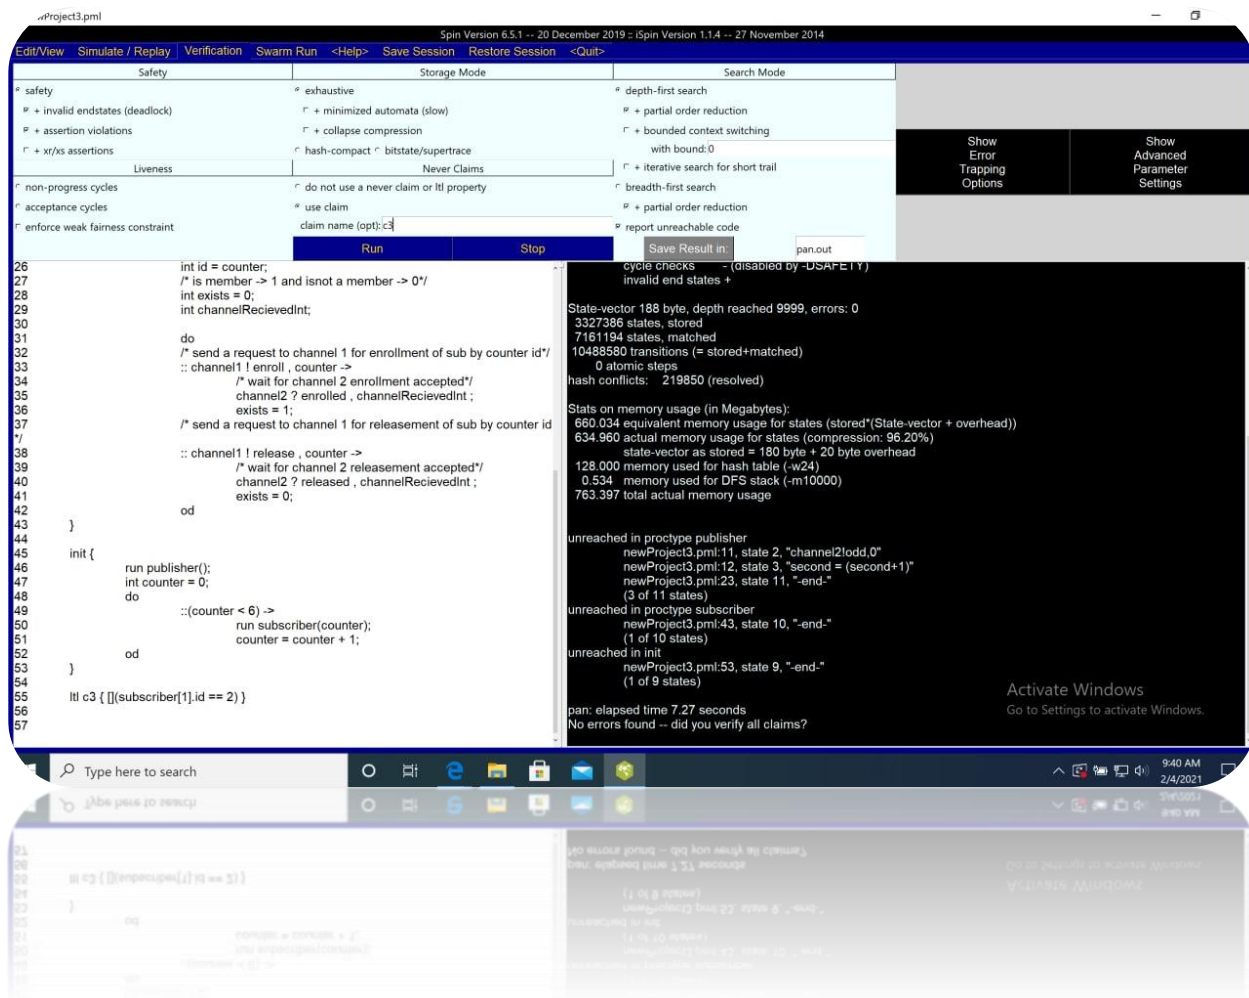 Project3.pml
Spin Version 6.5.1 -- 20 December 2019 :: iSpin Version 1.1.4 -- 27 November 2014
Edit/View Simulate / Replay Verification Swarm Run <Help> Save Session Restore Session <Quit>
Safety Storage Mode Search Mode
safety exhaustive depth-first search
+ invalid endstates (deadlock) + minimized automata (slow) + partial order reduction
+ assertion violations + collapse compression + bounded context switching
+ xr/xs assertions hash-compact bitstate/supertrace with bound: 0
Liveness Never Claims + iterative search for short trail
non-progress cycles do not use a never claim or ltl property breadth-first search
acceptance cycles use claim + partial order reduction
enforce weak fairness constraint claim name (opt): c3 report unreachable code
Run Stop Save Result in: pan.out
Show Error Trapping Options
Show Advanced Parameter Settings
26 int id = counter;
27 /* is member -> 1 and isnot a member -> 0*/
28 int exists = 0;
29 int channelRecievedInt;
30
31 do
32 /* send a request to channel 1 for enrollment of sub by counter id*/
33 :: channel1 ! enroll , counter ->
34 /* wait for channel 2 enrollment accepted*/
35 channel2 ? enrolled , channelRecievedInt ;
36 exists = 1;
37 /* send a request to channel 1 for releasement of sub by counter id
*/
38 :: channel1 ! release , counter ->
39 /* wait for channel 2 releasement accepted*/
40 channel2 ? released , channelRecievedInt ;
41 exists = 0;
42 od
43 }
44
45 init {
46 run publisher();
47 int counter = 0;
48 do
49 ::(counter < 6) ->
50 run subscriber(counter);
51 counter = counter + 1;
52 od
53 }
54
55 ltl c3 { [](subscriber[1].id == 2) }
56
57
cycle checks - (disabled by -DSAFETY)
invalid end states +
State-vector 188 byte, depth reached 9999, errors: 0
3327386 states, stored
7161194 states, matched
10488580 transitions (= stored+matched)
0 atomic steps
hash conflicts: 219850 (resolved)
Stats on memory usage (in Megabytes):
660.034 equivalent memory usage for states (stored*(State-vector + overhead))
634.960 actual memory usage for states (compression: 96.20%)
state-vector as stored = 180 byte + 20 byte overhead
128.000 memory used for hash table (-w24)
0.534 memory used for DFS stack (-m10000)
763.397 total actual memory usage
unreached in proctype publisher
newProject3.pml:11, state 2, "channel2!odd,0"
newProject3.pml:12, state 3, "second = (second+1)"
newProject3.pml:23, state 11, "-end-"
(3 of 11 states)
unreached in proctype subscriber
newProject3.pml:43, state 10, "-end-"
(1 of 10 states)
unreached in init
newProject3.pml:53, state 9, "-end-"
(1 of 9 states)
pan: elapsed time 7.27 seconds
No errors found -- did you verify all claims?
Activate Windows
Go to Settings to activate Windows.
Type here to search
9:40 AM
2/4/2021